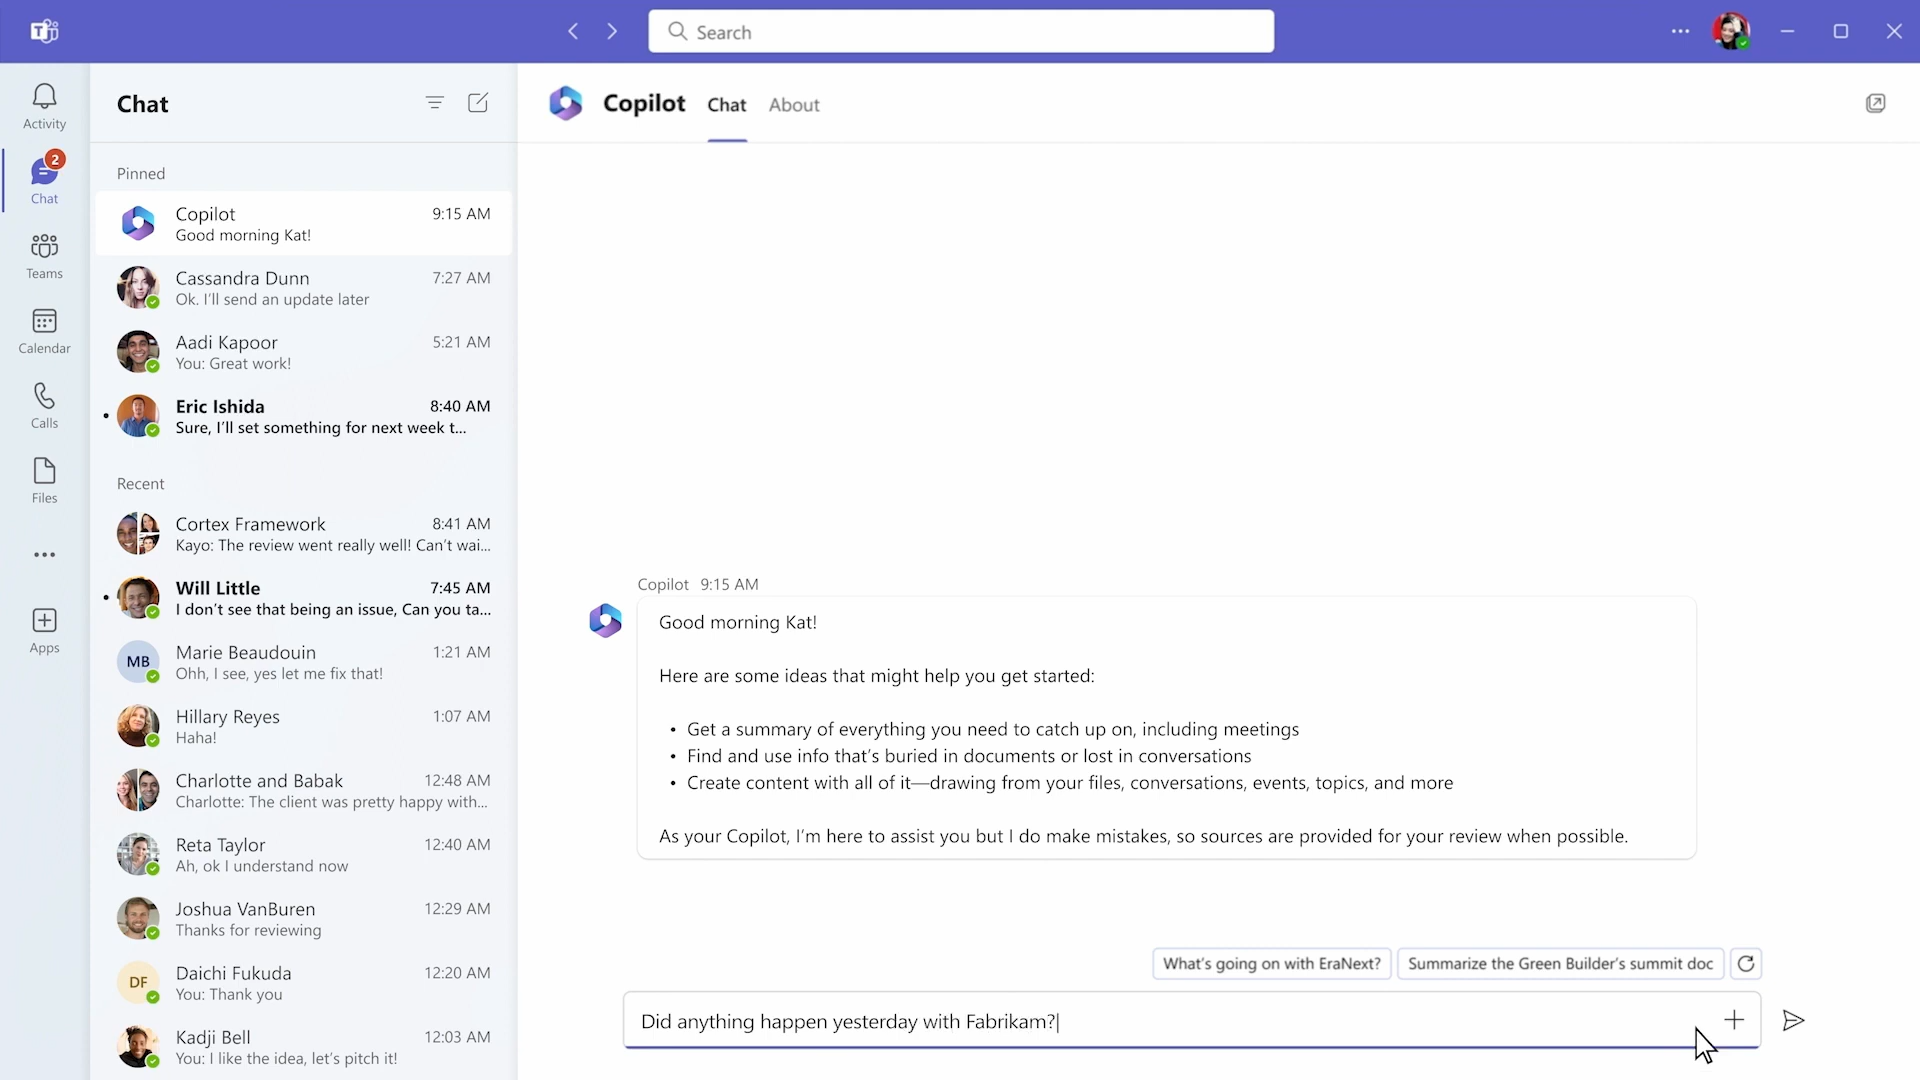 Search
Activity
2
Chat
Teams
Calendar
Calls
Files
Apps
Chat
Pinned
Copilot 9:15 AM
Good morning Kat!
Cassandra Dunn 7:27 AM
Ok. I'll send an update later
Aadi Kapoor 5:21 AM
You: Great work!
Eric Ishida 8:40 AM
Sure, I'll set something for next week t...
Recent
Cortex Framework 8:41 AM
Kayo: The review went really well! Can't wai...
Will Little 7:45 AM
I don't see that being an issue, Can you ta...
MB
Marie Beaudouin 1:21 AM
Ohh, I see, yes let me fix that!
Hillary Reyes 1:07 AM
Haha!
Charlotte and Babak 12:48 AM
Charlotte: The client was pretty happy with...
Reta Taylor 12:40 AM
Ah, ok I understand now
Joshua VanBuren 12:29 AM
Thanks for reviewing
DF
Daichi Fukuda 12:20 AM
You: Thank you
Kadji Bell 12:03 AM
You: I like the idea, let's pitch it!
Copilot Chat About
Copilot 9:15 AM
Good morning Kat!
Here are some ideas that might help you get started:
• Get a summary of everything you need to catch up on, including meetings
• Find and use info that's buried in documents or lost in conversations
• Create content with all of it—drawing from your files, conversations, events, topics, and more
As your Copilot, I'm here to assist you but I do make mistakes, so sources are provided for your review when possible.
What's going on with EraNext? Summarize the Green Builder's summit doc
Did anything happen yesterday with Fabrikam?